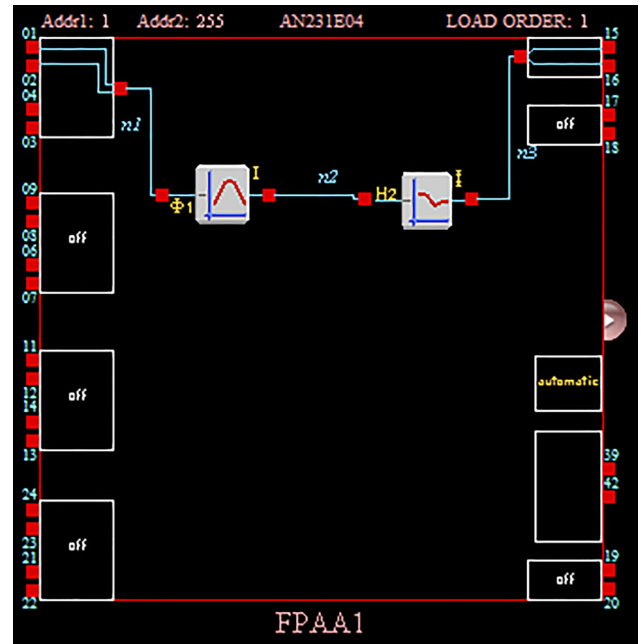 Addr1: 1 Addr2: 255 AN231E04 LOAD ORDER: 1
01
15
02
04
16
n1
17
n3
off
03
18
09
I
n2
I
Φ1
H2
08
06
off
07
11
automatic
12
14
off
13
39
24
42
23
21
off
19
off
22
20
FPAA1